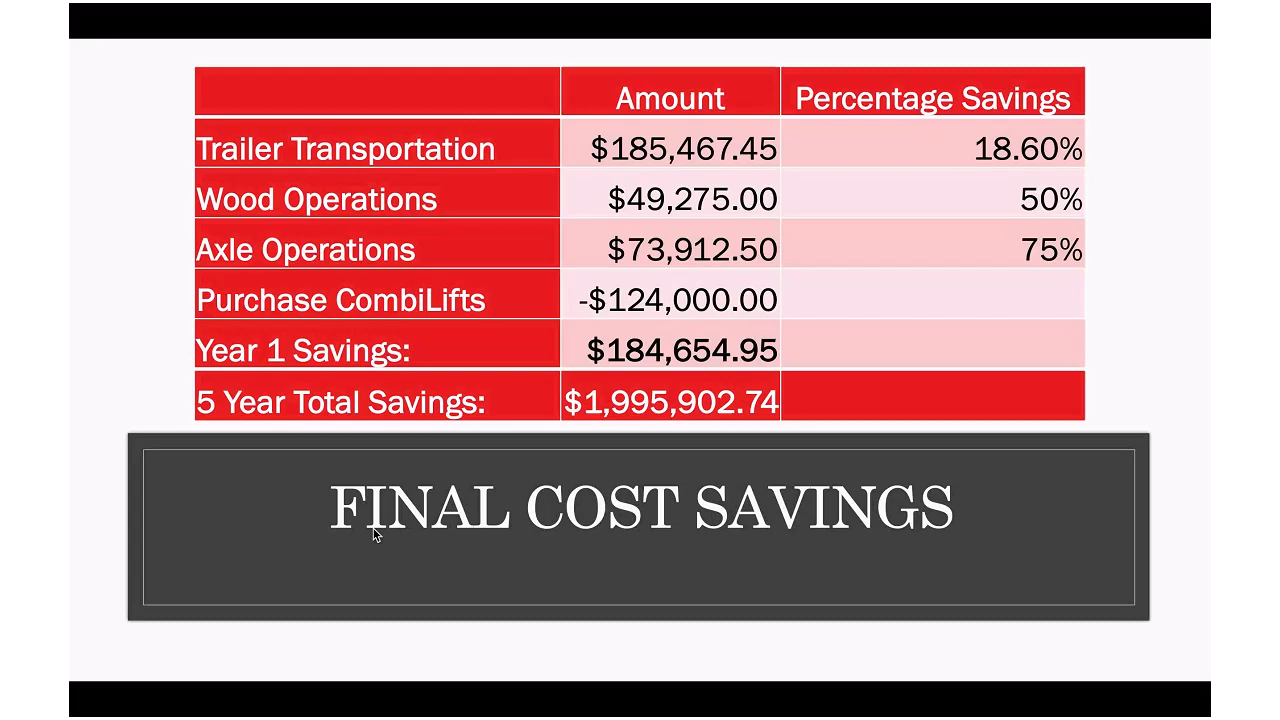 Amount Percentage Savings
Trailer Transportation $185,467.45 18.60%
Wood Operations $49,275.00 50%
Axle Operations $73,912.50 75%
Purchase CombiLifts -$124,000.00
Year 1 Savings: $184,654.95
5 Year Total Savings: $1,995,902.74
FINAL COST SAVINGS